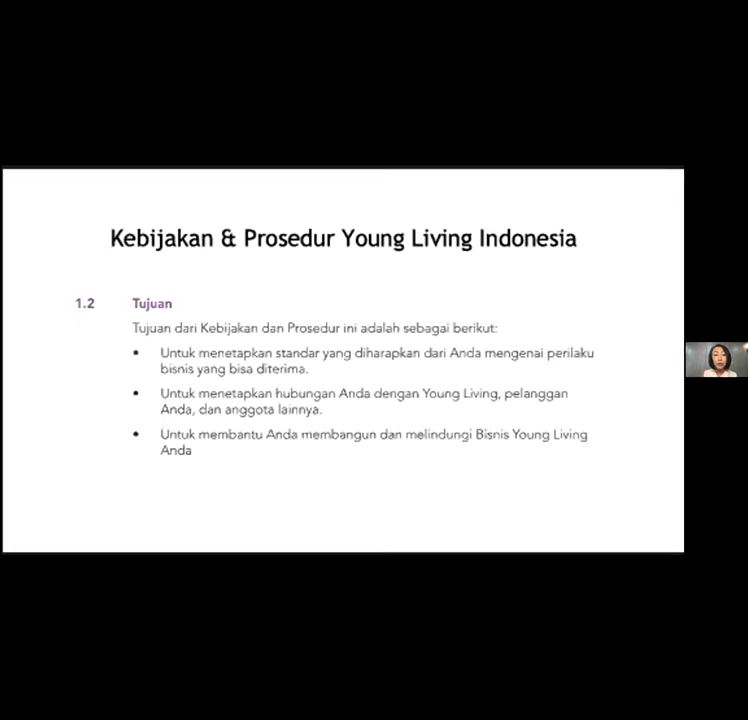 Kebijakan & Prosedur Young Living Indonesia
1.2 Tujuan
Tujuan dari Kebijakan dan Prosedur ini adalah sebagai berikut:
• Untuk menetapkan standar yang diharapkan dari Anda mengenai perilaku
bisnis yang bisa diterima.
• Untuk menetapkan hubungan Anda dengan Young Living, pelanggan
Anda, dan anggota lainnya.
• Untuk membantu Anda membangun dan melindungi Bisnis Young Living
Anda